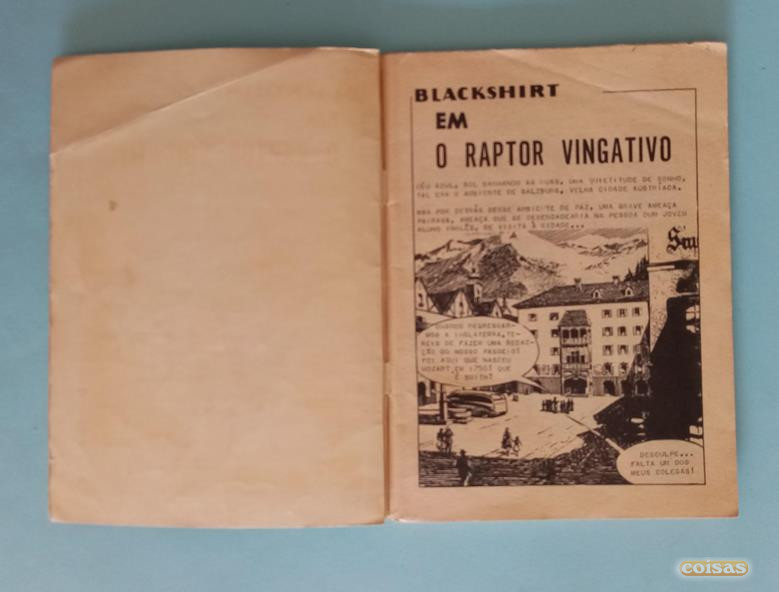 BLACKSHIRT
EM
O RAPTOR VINGATIVO
CÉU AZUL, SOL BANHANDO AS RUAS, UMA QUIETITUDE DE SONHO,
TAL ERA O AMBIENTE DE SALZBURG, VELHA CIDADE AUSTRÍACA.
MAS POR DETRÁS DESSE AMBIENTE DE PAZ, UMA GRAVE AMEAÇA
PAIRAVA, AMEAÇA QUE SE DESENCADEARIA NA PESSOA DUM JOVEM
ALUNO INGLÊS, DE VISITA À CIDADE...
QUANDO REGRESSAR-
MOS A INGLATERRA, TE-
REIS DE FAZER UMA REDAC-
ÇÃO DO NOSSO PASSEIO!
FOI AQUI QUE NASCEU
MOZART EM 1756! QUE
É SMITH?
DESCULPE...
FALTA UM DOS
MEUS COLEGAS!
coisas